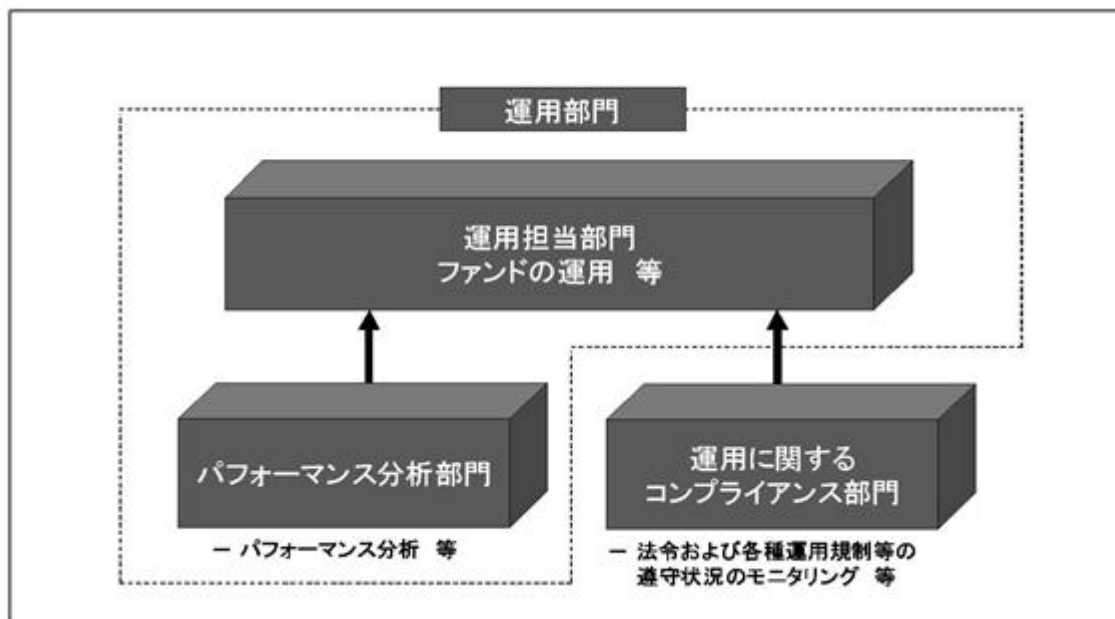 運用部門
運用担当部門
ファンドの運用 等
パフォーマンス分析部門
－ パフォーマンス分析 等
運用に関する
コンプライアンス部門
－ 法令および各種運用規制等の
遵守状況のモニタリング 等